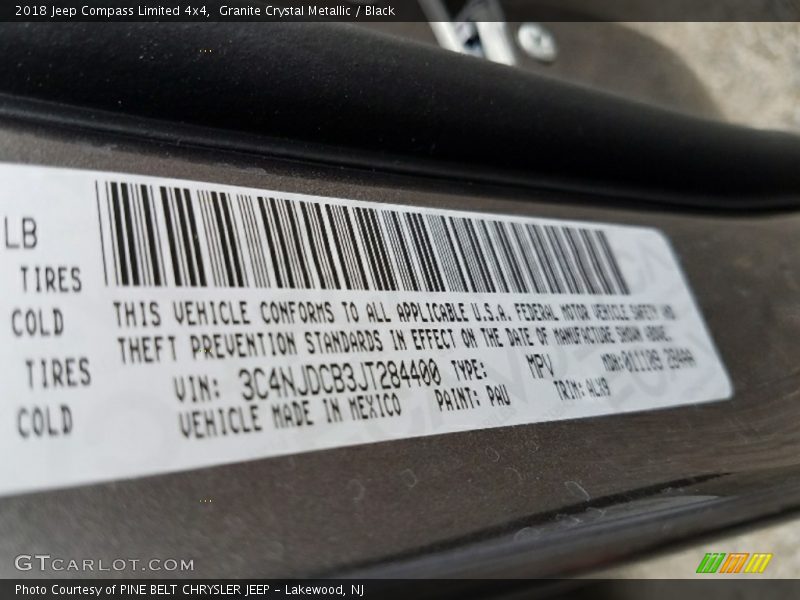 2018 Jeep Compass Limited 4x4, Granite Crystal Metallic / Black
LB
TIRES
COLD
TIRES
COLD
THIS VEHICLE CONFORMS TO ALL APPLICABLE U.S.A. FEDERAL MOTOR VEHICLE SAFETY AND
THEFT PREVENTION STANDARDS IN EFFECT ON THE DATE OF MANUFACTURE SHOWN ABOVE.
VIN: 3C4NJDCB3JT284400 TYPE: MPV MDH:
VEHICLE MADE IN MEXICO PAINT: PAU TRIM:
GTCARLOT.COM
Photo Courtesy of PINE BELT CHRYSLER JEEP - Lakewood, NJ